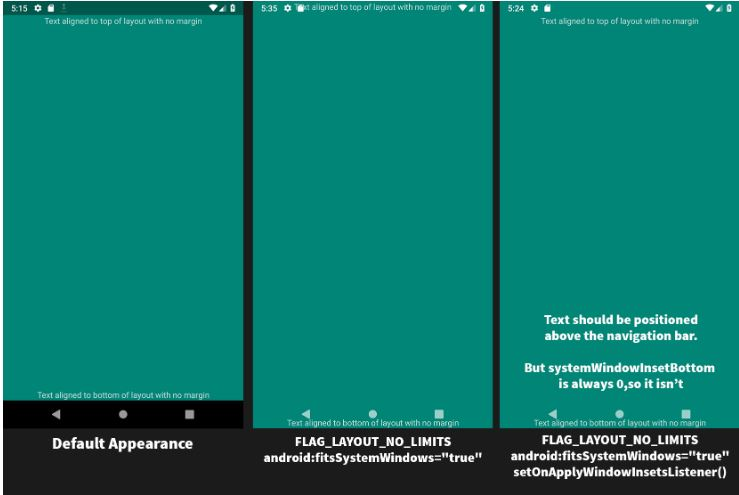 5:15
Text aligned to top of layout with no margin
Text aligned to bottom of layout with no margin
Default Appearance
5:35
Text aligned to top of layout with no margin
Text aligned to bottom of layout with no margin
FLAG_LAYOUT_NO_LIMITS
android:fitsSystemWindows="true"
5:24
Text aligned to top of layout with no margin
Text should be positioned
above the navigation bar.
But systemWindowInsetBottom
is always 0,so it isn't
Text aligned to bottom of layout with no margin
FLAG_LAYOUT_NO_LIMITS
android:fitsSystemWindows="true"
setOnApplyWindowInsetsListener()